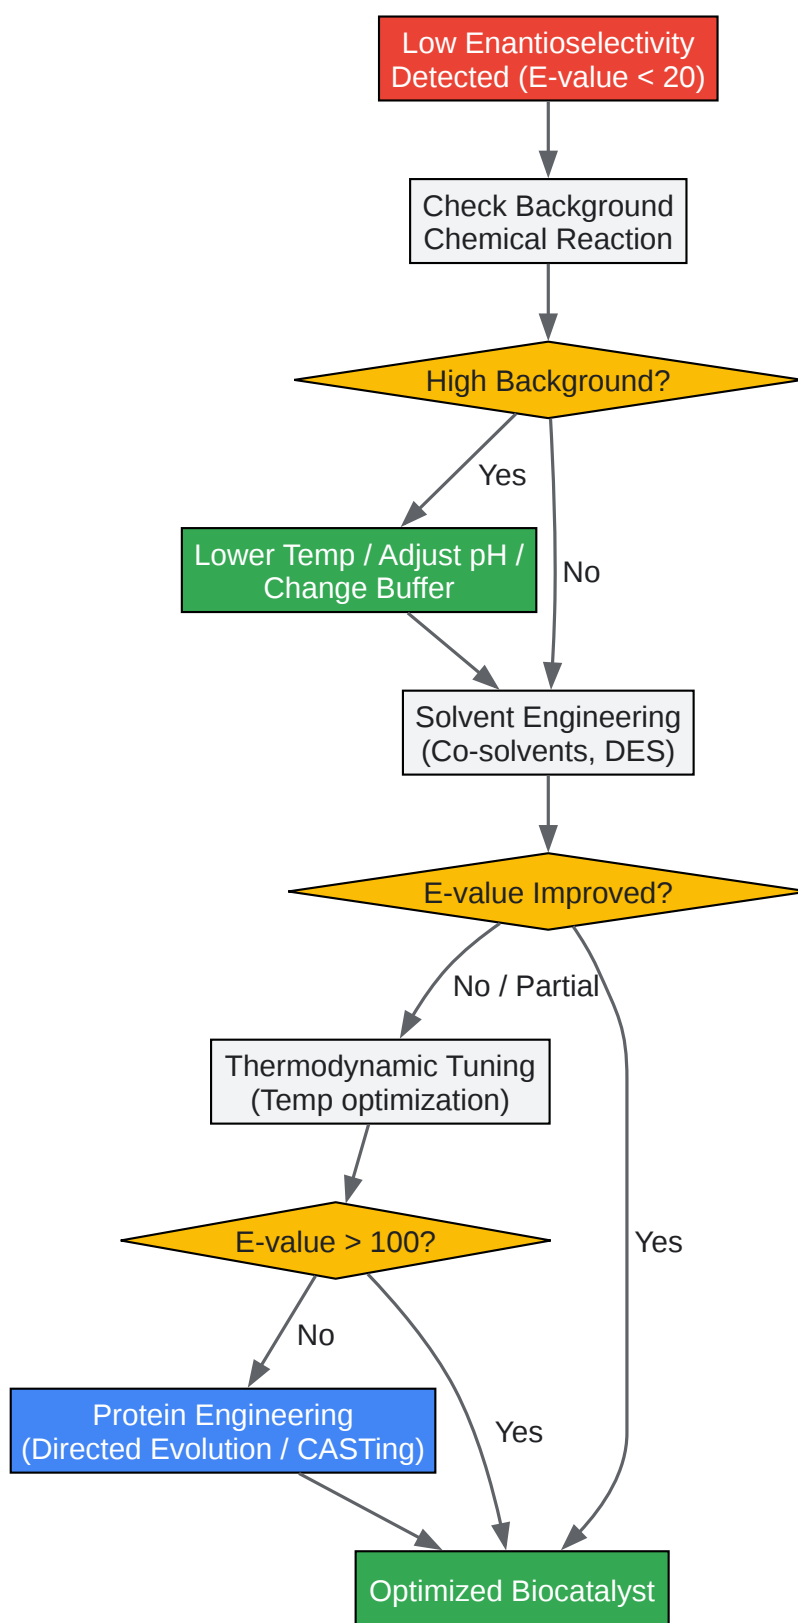 Low Enantioselectivity
Detected (E-value < 20)
Check Background
Chemical Reaction
High Background?
Yes
Lower Temp / Adjust pH /
Change Buffer
No
Solvent Engineering
(Co-solvents, DES)
E-value Improved?
No / Partial
Thermodynamic Tuning
(Temp optimization)
E-value > 100?
Yes
No
Protein Engineering
(Directed Evolution / CASTing)
Yes
Optimized Biocatalyst